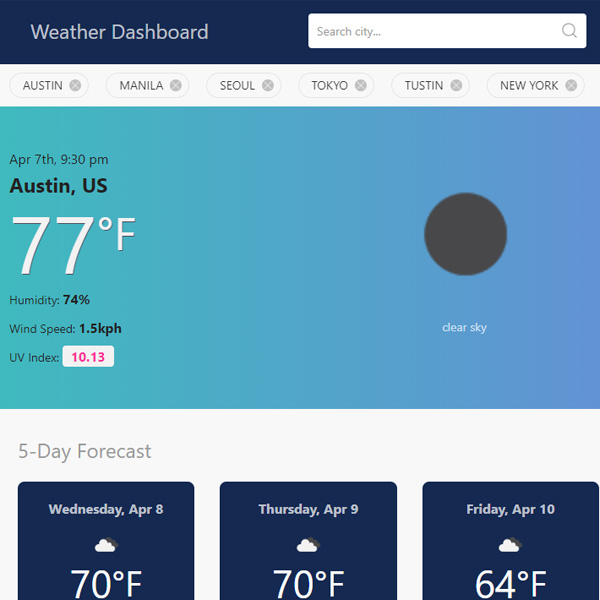 Weather Dashboard
Search city...
AUSTIN MANILA SEOUL TOKYO TUSTIN NEW YORK
Apr 7th, 9:30 pm
Austin, US
77°F
Humidity: 74%
Wind Speed: 1.5kph
UV Index: 10.13
clear sky
5-Day Forecast
Wednesday, Apr 8 Thursday, Apr 9 Friday, Apr 10
70°F 70°F 64°F